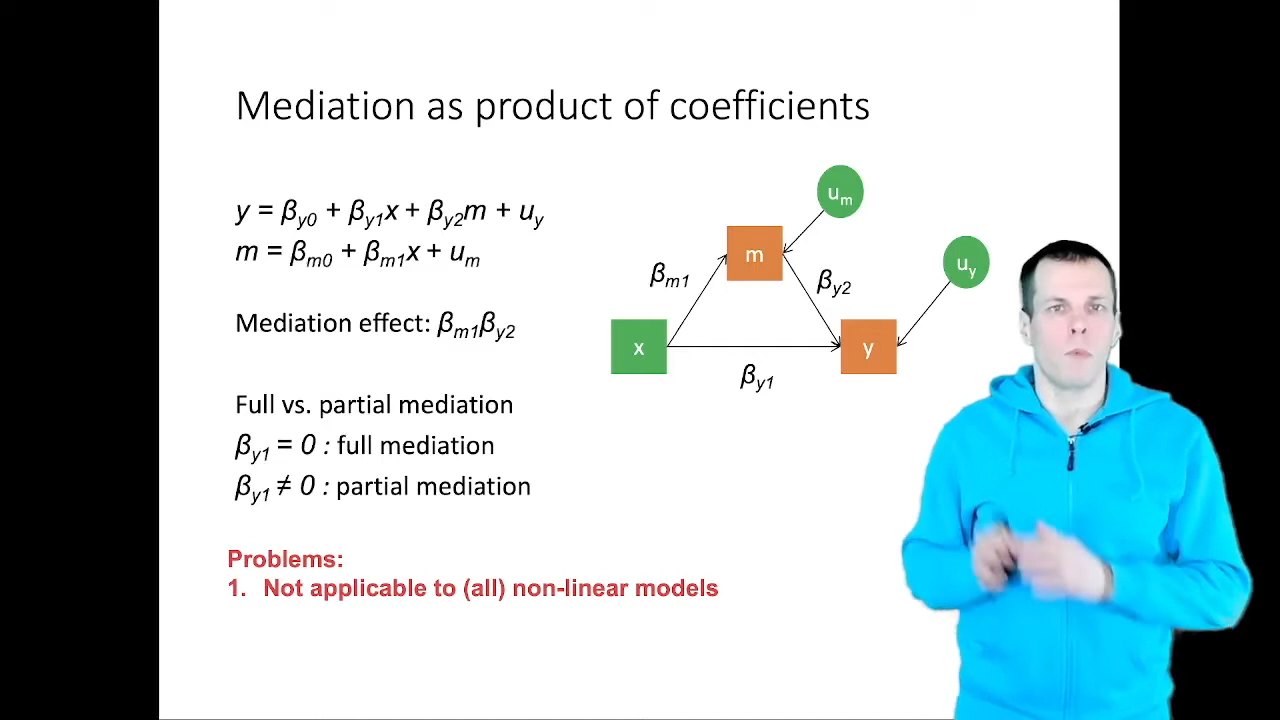 Mediation as product of coefficients
y = βy0 + βy1x + βy2m + uy
m = βm0 + βm1x + um
Mediation effect: βm1βy2
Full vs. partial mediation
βy1 = 0 : full mediation
βy1 ≠ 0 : partial mediation
Problems:
1. Not applicable to (all) non-linear models
um
m
uy
βm1
βy2
x
y
βy1